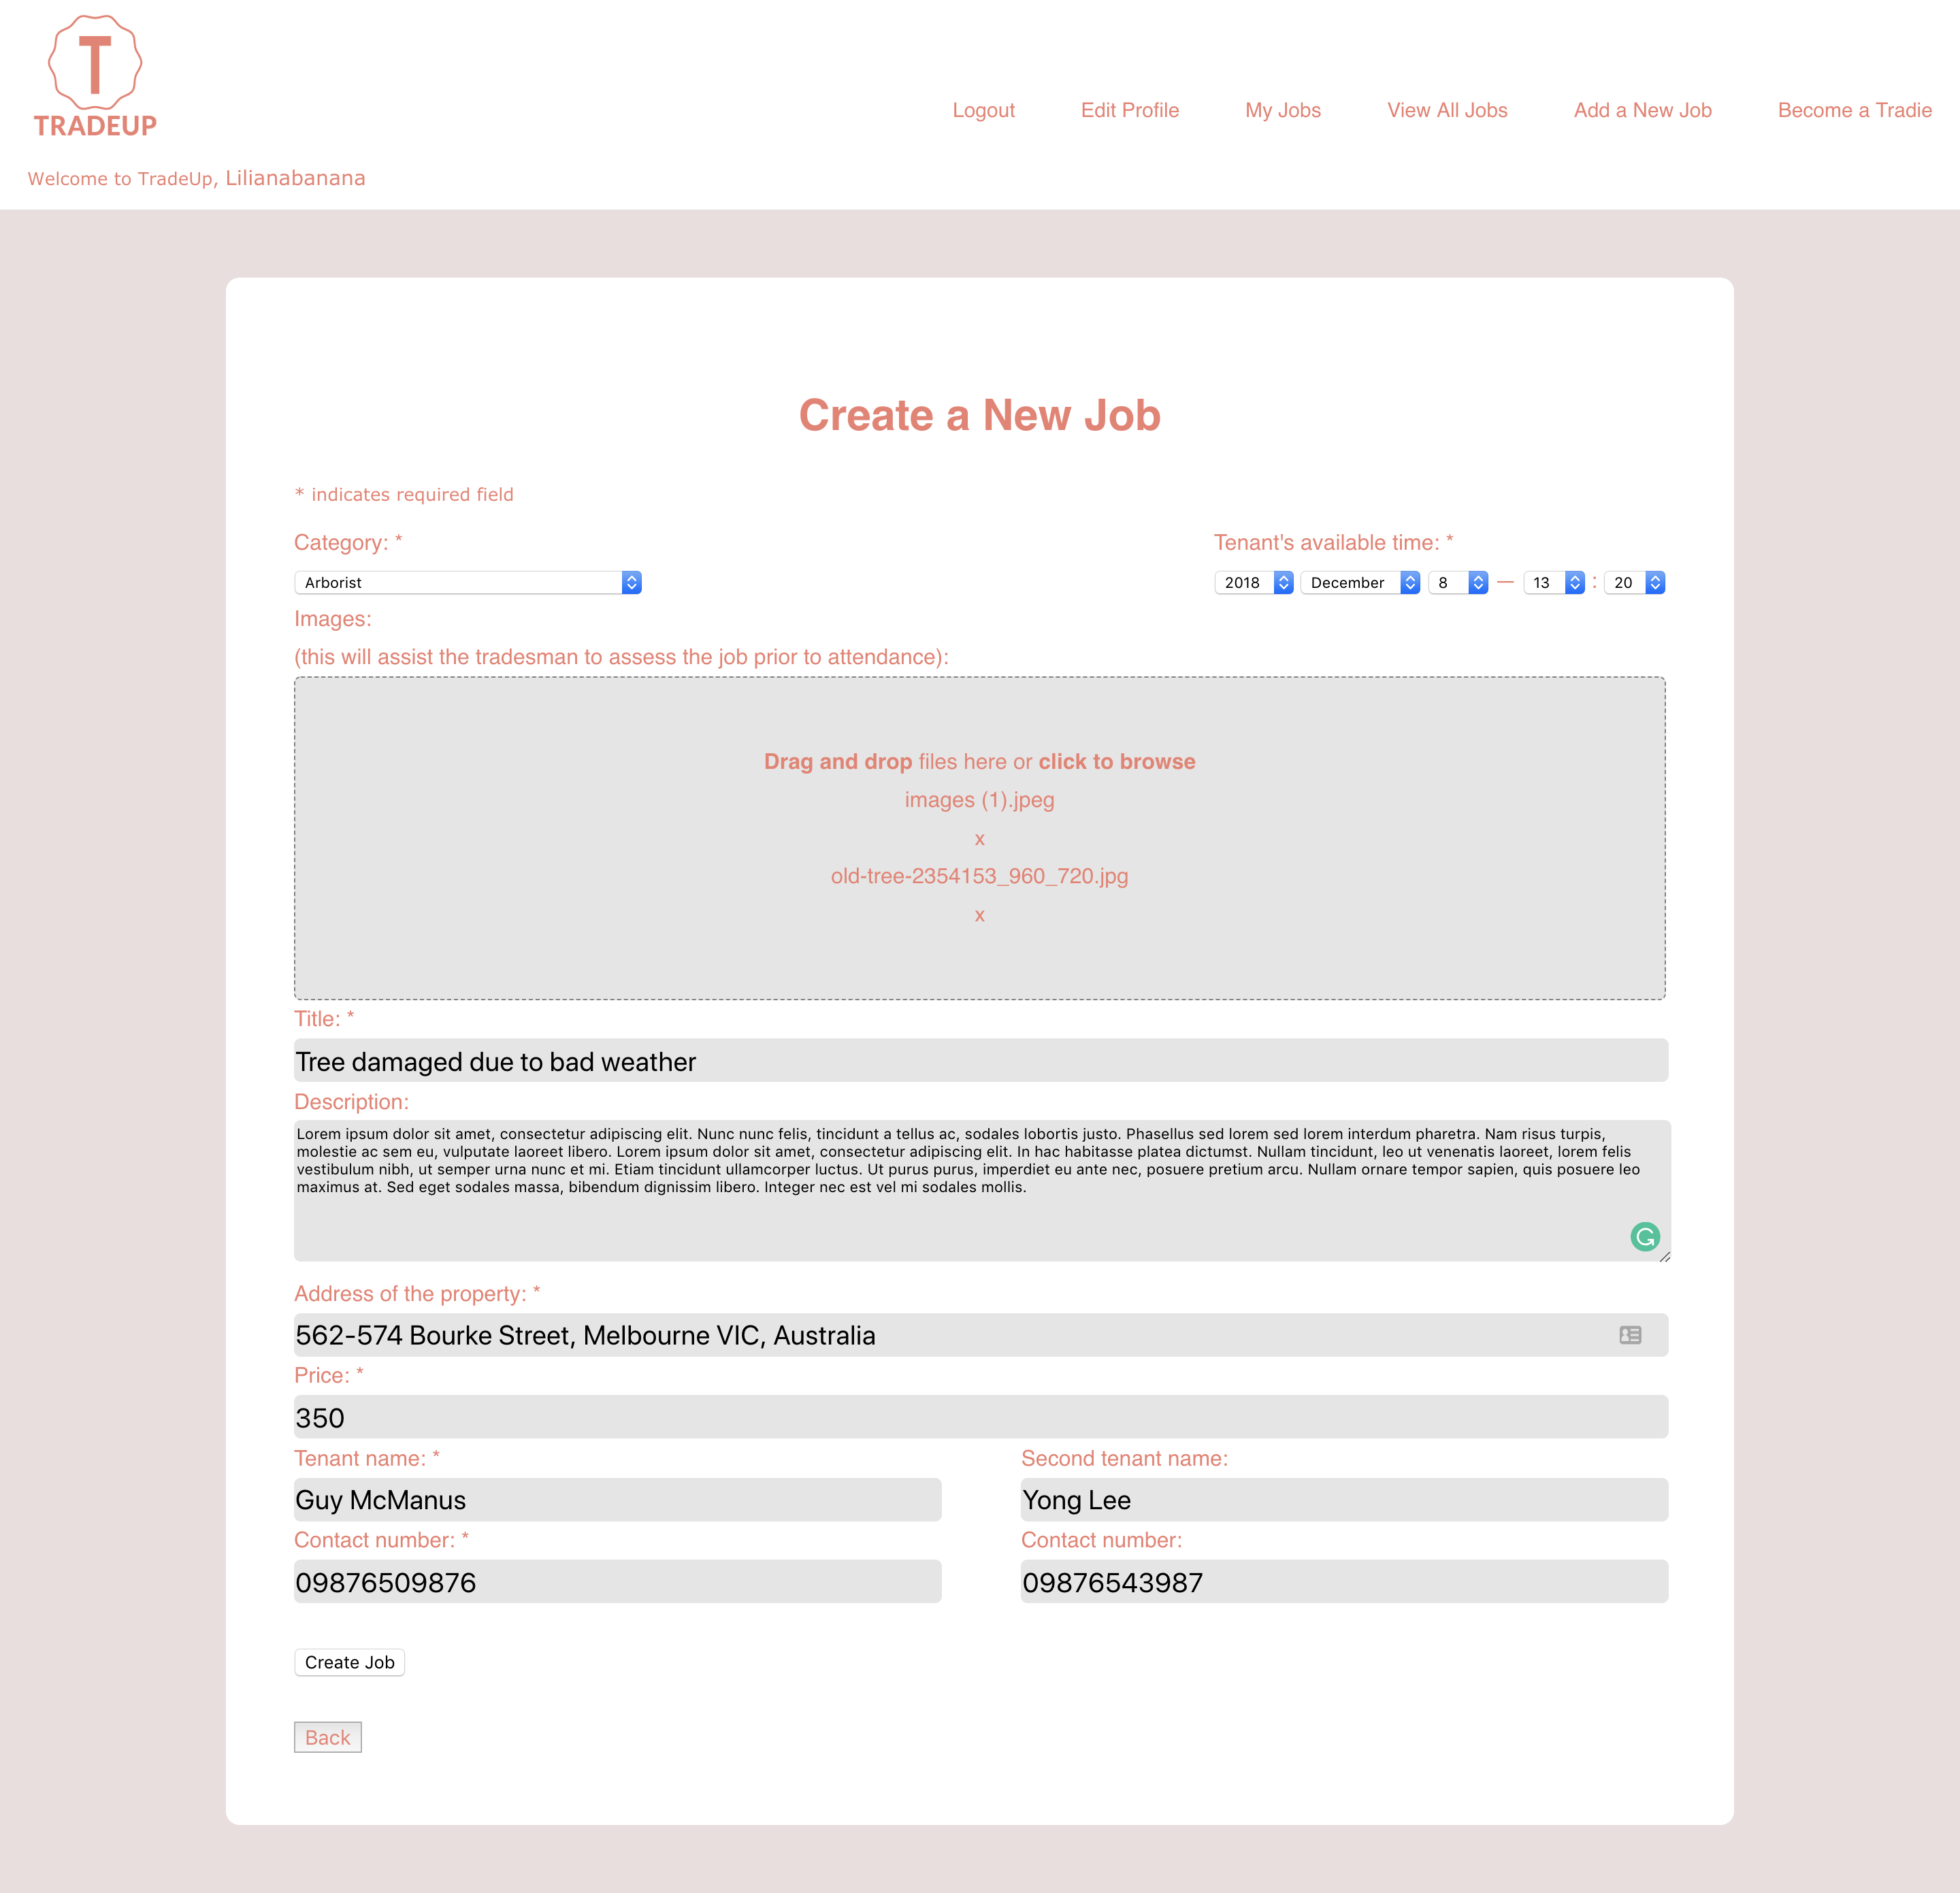 T
TRADEUP
Logout Edit Profile My Jobs View All Jobs Add a New Job Become a Tradie
Welcome to TradeUp, Lilianabanana
Create a New Job
* indicates required field
Category: * Tenant's available time: *
Arborist 2018 December 8 — 13 : 20
Images:
(this will assist the tradesman to assess the job prior to attendance):
Drag and drop files here or click to browse
images (1).jpeg
x
old-tree-2354153_960_720.jpg
x
Title: *
Tree damaged due to bad weather
Description:
Lorem ipsum dolor sit amet, consectetur adipiscing elit. Nunc nunc felis, tincidunt a tellus ac, sodales lobortis justo. Phasellus sed lorem sed lorem interdum pharetra. Nam risus turpis,
molestie ac sem eu, vulputate laoreet libero. Lorem ipsum dolor sit amet, consectetur adipiscing elit. In hac habitasse platea dictumst. Nullam tincidunt, leo ut venenatis laoreet, lorem felis
vestibulum nibh, ut semper urna nunc et mi. Etiam tincidunt ullamcorper luctus. Ut purus purus, imperdiet eu ante nec, posuere pretium arcu. Nullam ornare tempor sapien, quis posuere leo
maximus at. Sed eget sodales massa, bibendum dignissim libero. Integer nec est vel mi sodales mollis.
Address of the property: *
562-574 Bourke Street, Melbourne VIC, Australia
Price: *
350
Tenant name: * Second tenant name:
Guy McManus Yong Lee
Contact number: * Contact number:
09876509876 09876543987
Create Job
Back